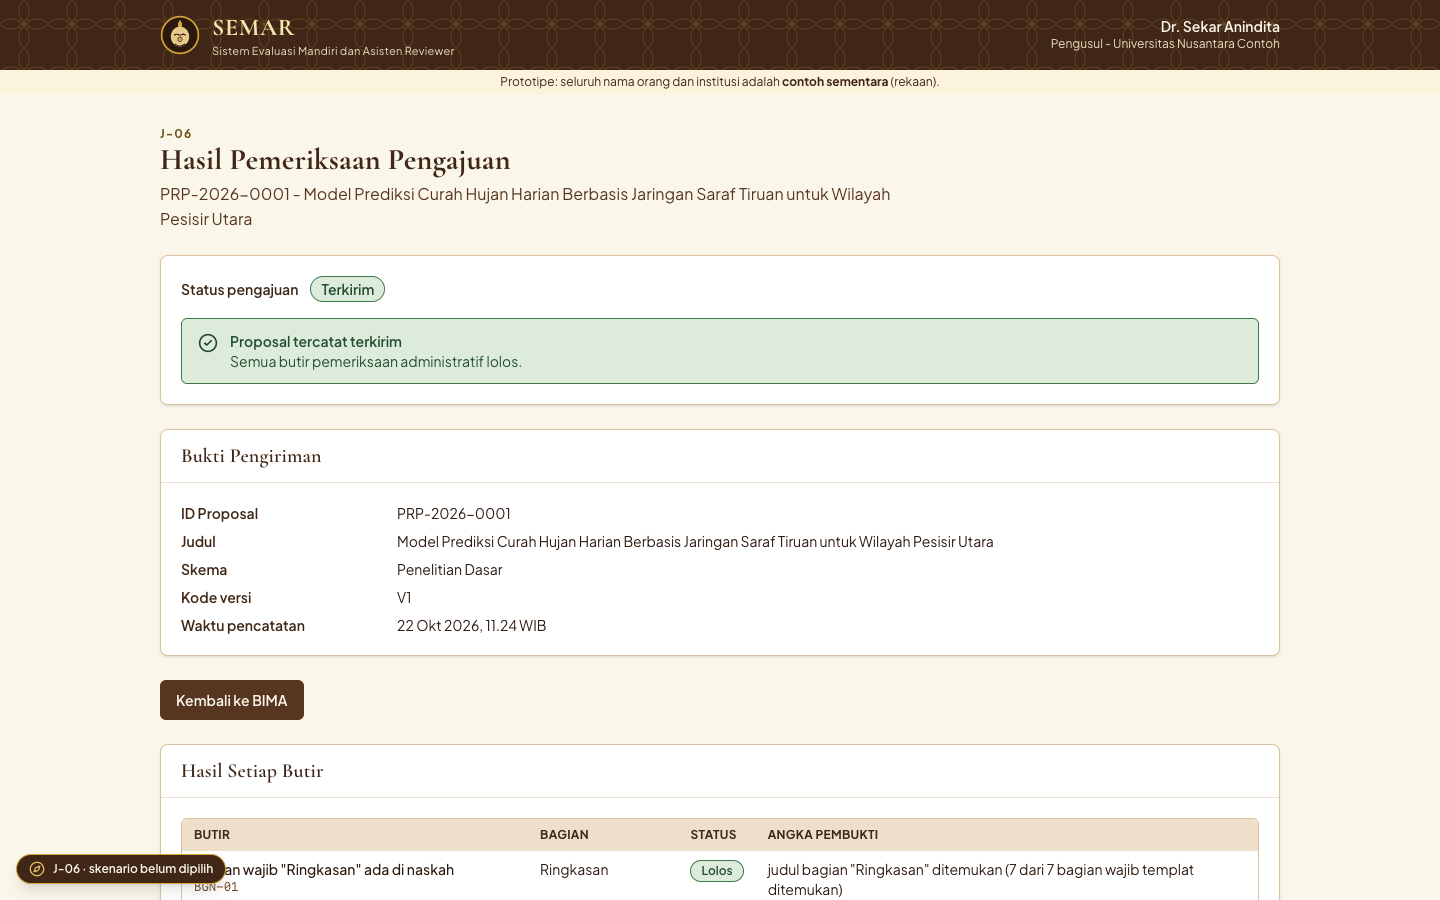 SEMAR
Sistem Evaluasi Mandiri dan Asisten Reviewer
Dr. Sekar Anindita
Pengusul - Universitas Nusantara Contoh
Prototipe: seluruh nama orang dan institusi adalah contoh sementara (rekaan).
J-06
Hasil Pemeriksaan Pengajuan
PRP-2026-0001 - Model Prediksi Curah Hujan Harian Berbasis Jaringan Saraf Tiruan untuk Wilayah
Pesisir Utara
Status pengajuan Terkirim
Proposal tercatat terkirim
Semua butir pemeriksaan administratif lolos.
Bukti Pengiriman
ID Proposal PRP-2026-0001
Judul Model Prediksi Curah Hujan Harian Berbasis Jaringan Saraf Tiruan untuk Wilayah Pesisir Utara
Skema Penelitian Dasar
Kode versi V1
Waktu pencatatan 22 Okt 2026, 11.24 WIB
Kembali ke BIMA
Hasil Setiap Butir
BUTIR BAGIAN STATUS ANGKA PEMBUKTI
an wajib "Ringkasan" ada di naskah Ringkasan Lolos judul bagian "Ringkasan" ditemukan (7 dari 7 bagian wajib templat
ditemukan)
BGN-01
J-06 · skenario belum dipilih